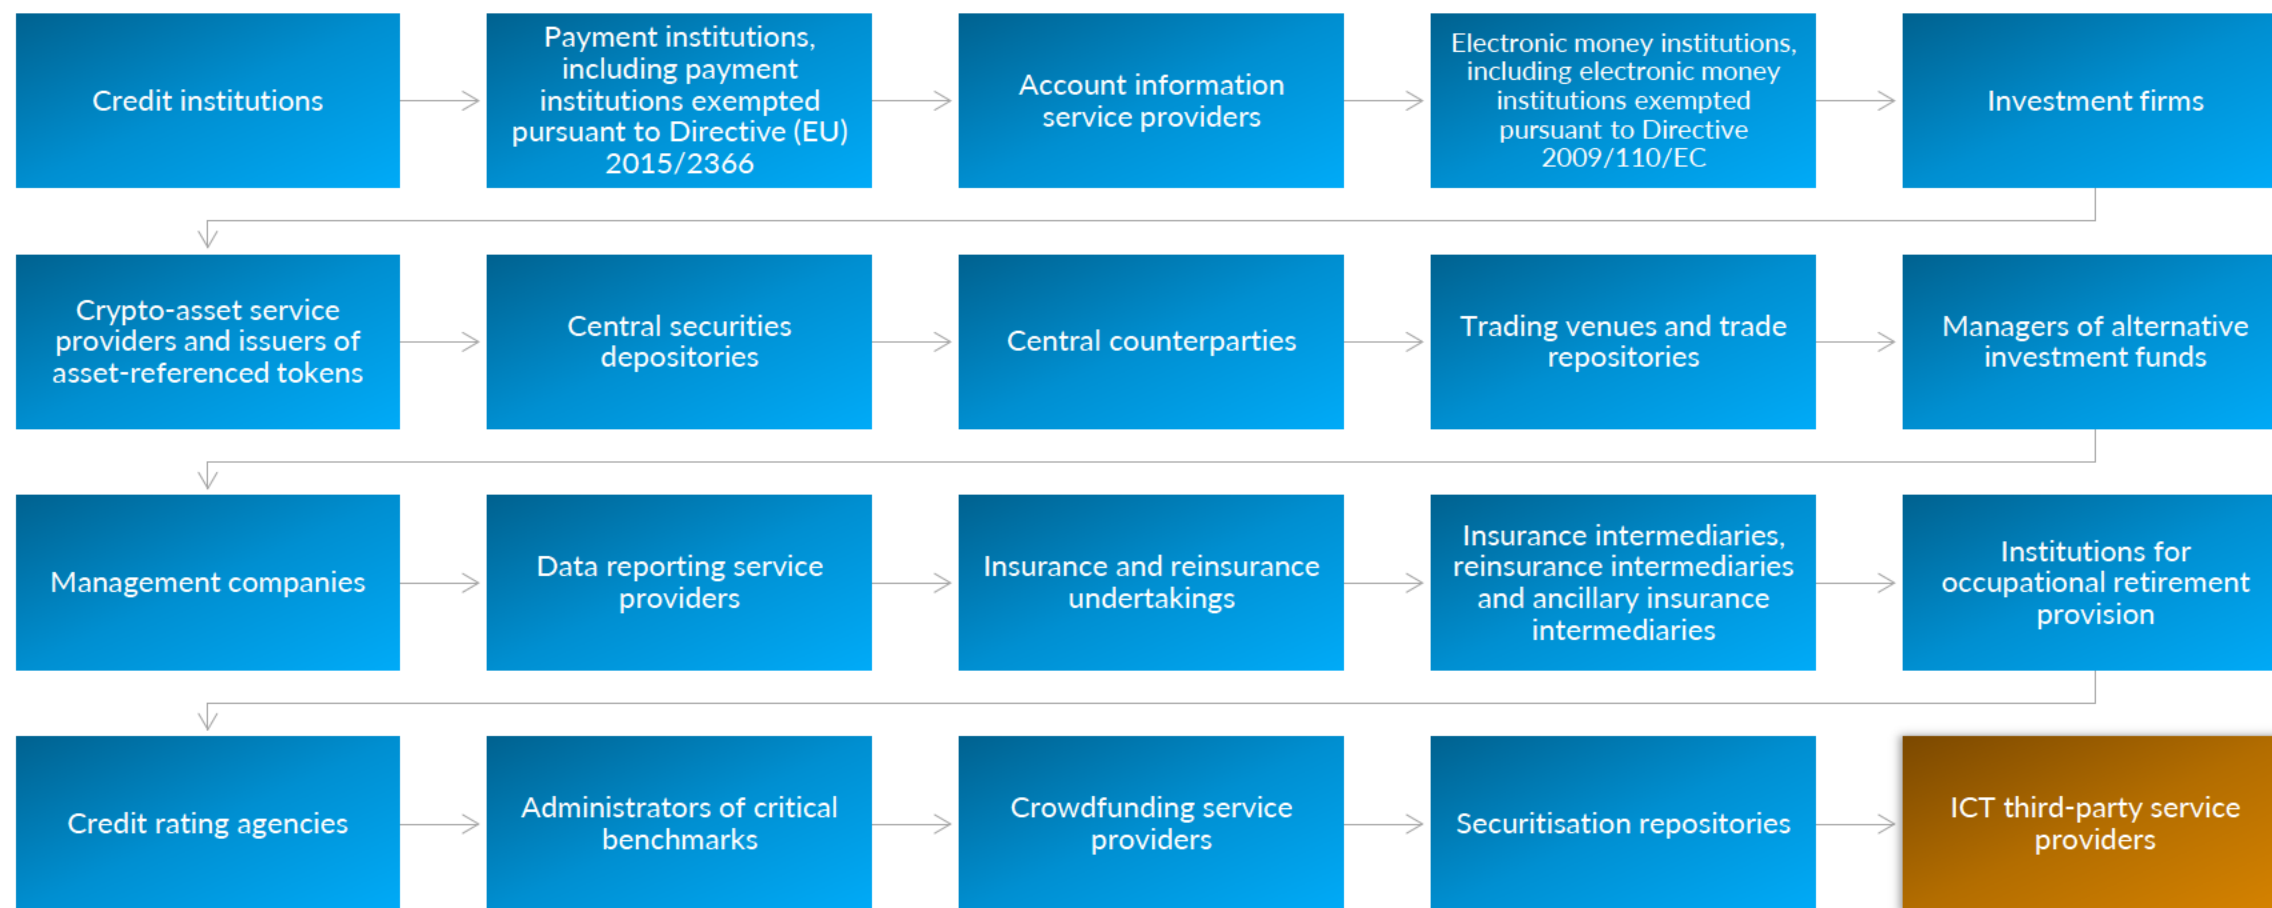 Credit institutions
Payment institutions,
including payment
institutions exempted
pursuant to Directive (EU)
2015/2366
Account information
service providers
Electronic money institutions,
including electronic money
institutions exempted
pursuant to Directive
2009/110/EC
Investment firms
Crypto-asset service
providers and issuers of
asset-referenced tokens
Central securities
depositories
Central counterparties
Trading venues and trade
repositories
Managers of alternative
investment funds
Management companies
Data reporting service
providers
Insurance and reinsurance
undertakings
Insurance intermediaries,
reinsurance intermediaries
and ancillary insurance
intermediaries
Institutions for
occupational retirement
provision
Credit rating agencies
Administrators of critical
benchmarks
Crowdfunding service
providers
Securitisation repositories
ICT third-party service
providers